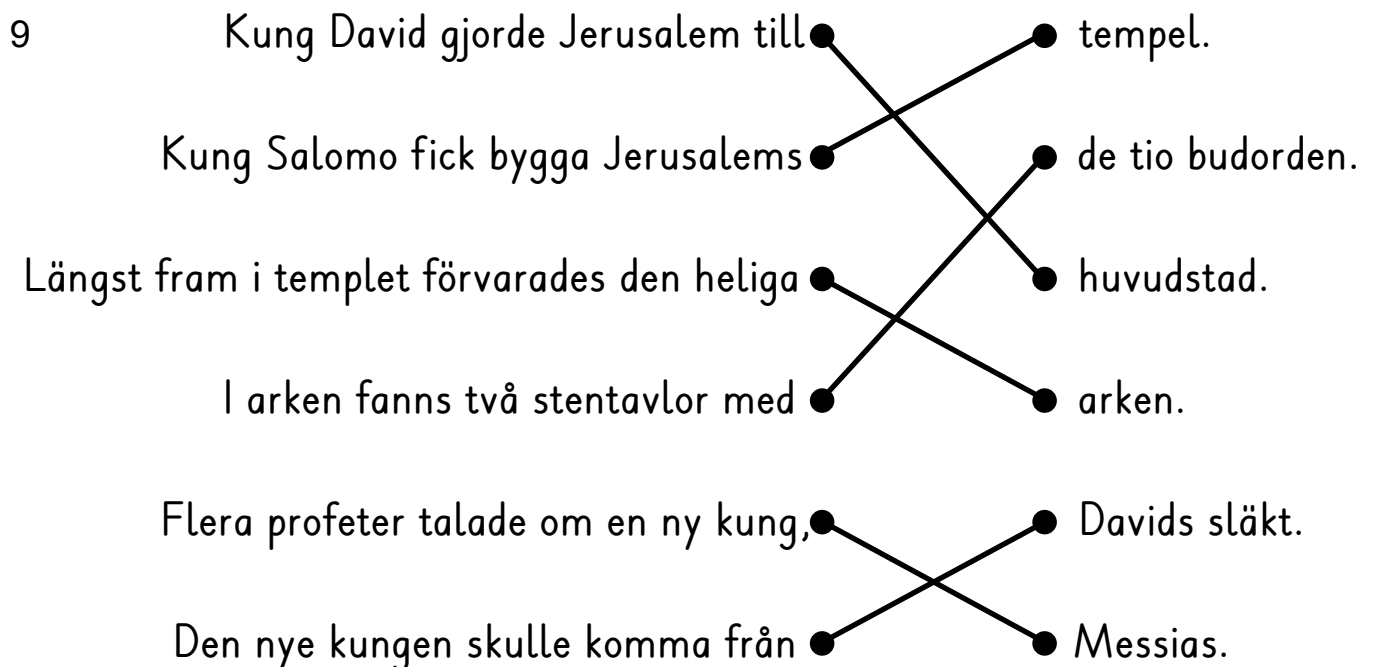 9 Kung David gjorde Jerusalem till tempel.
Kung Salomo fick bygga Jerusalems de tio budorden.
Längst fram i templet förvarades den heliga huvudstad.
I arken fanns två stentavlor med arken.
Flera profeter talade om en ny kung, Davids släkt.
Den nye kungen skulle komma från Messias.